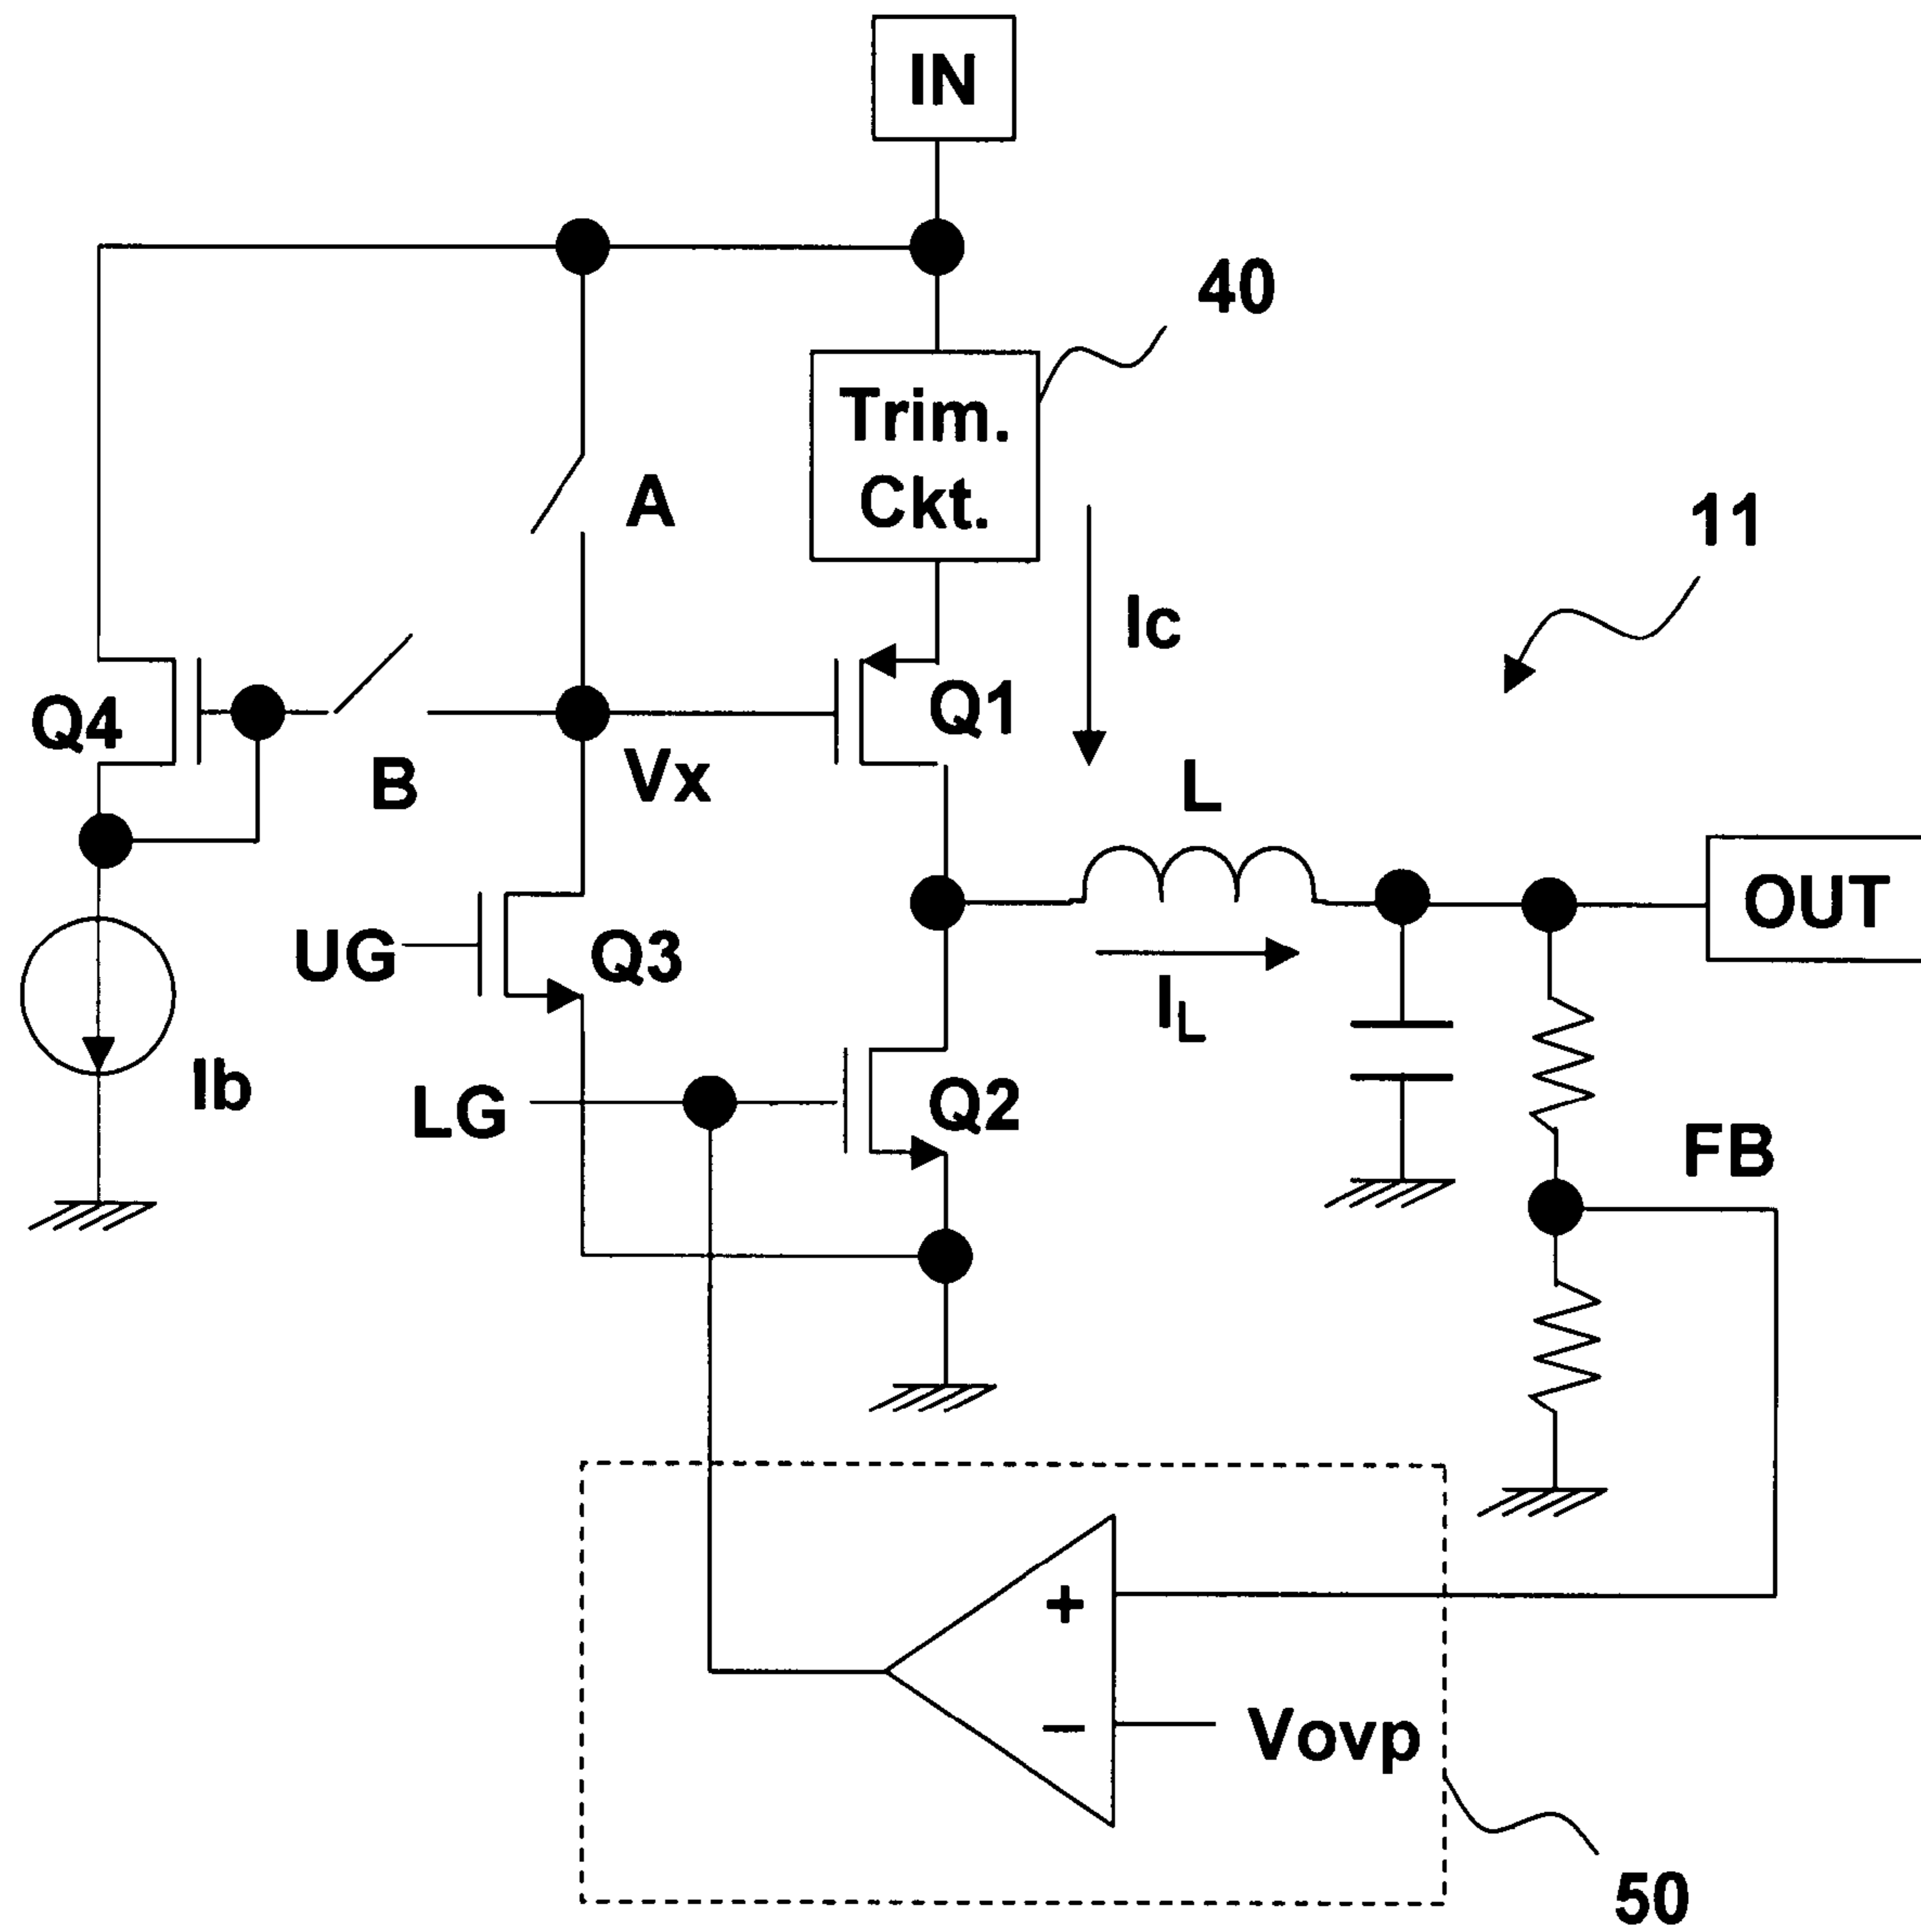 IN
40
Trim.
Ckt.
A
11
Ic
Q4
Q1
B
Vx
L
OUT
UG
Q3
IL
Ib
LG
Q2
FB
+
−
Vovp
50